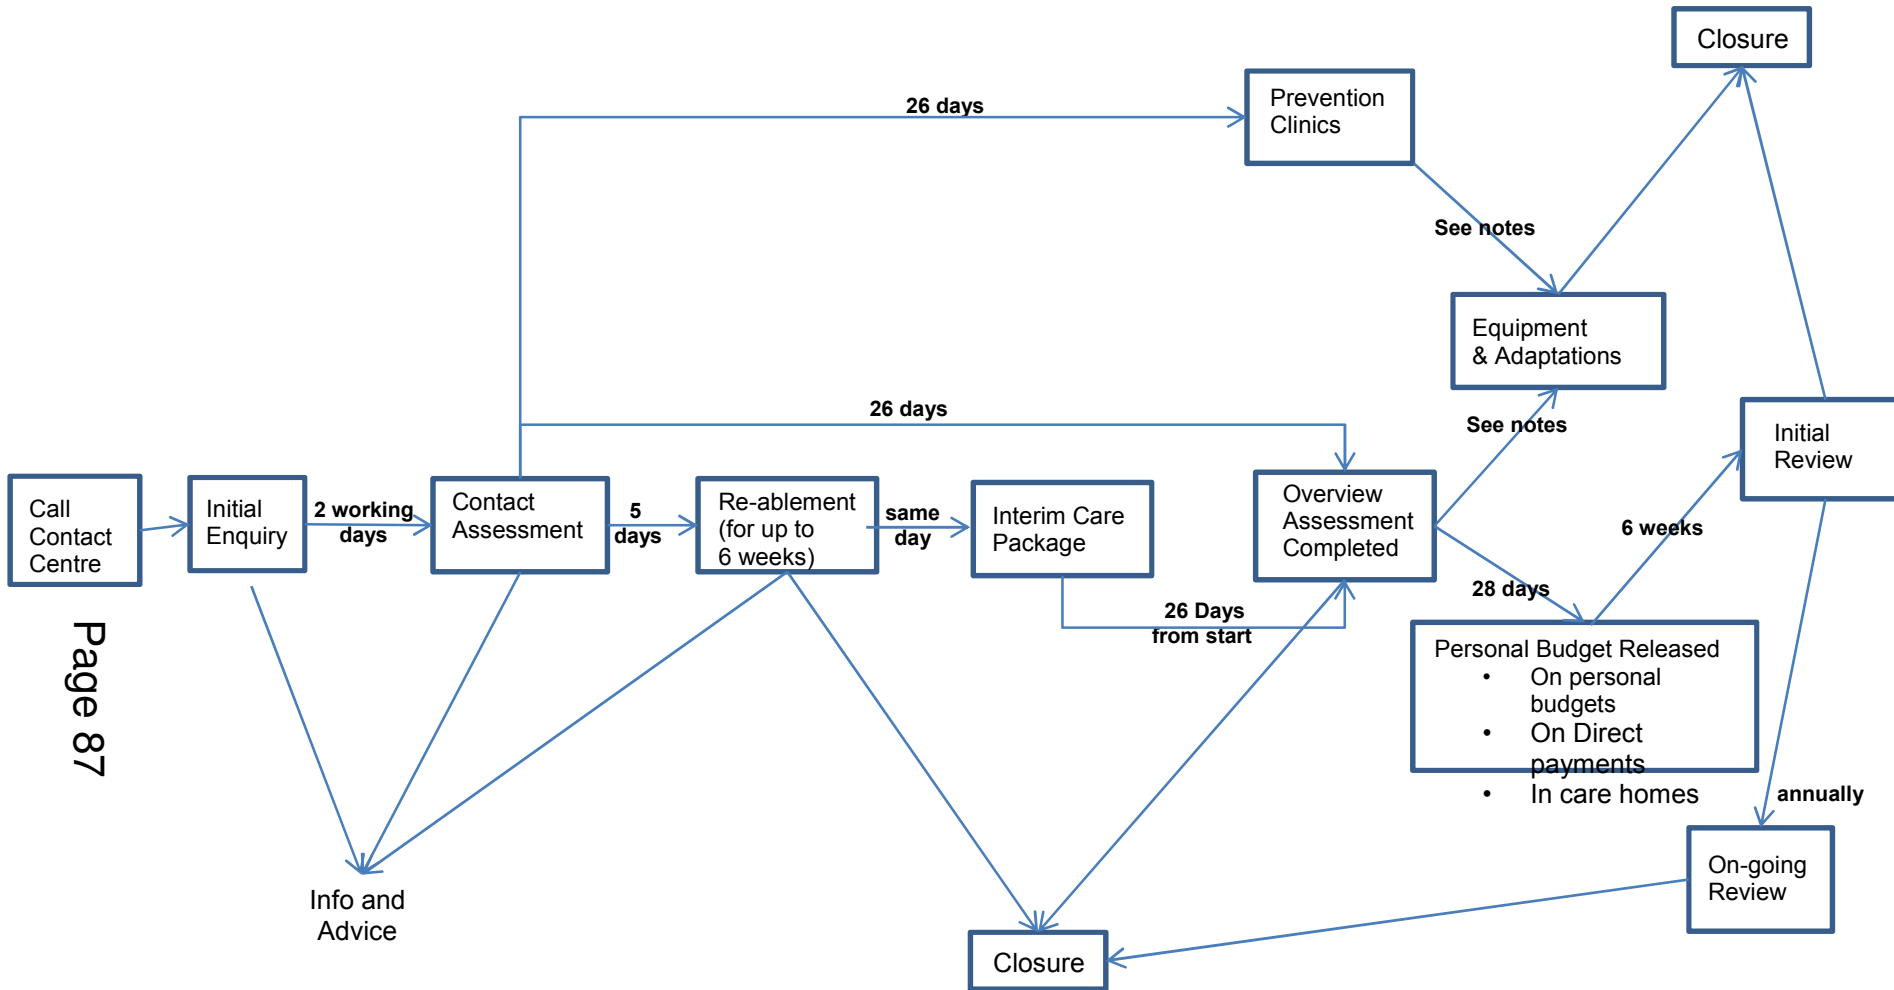 Closure
26 days
Prevention
Clinics
See notes
Equipment
& Adaptations
26 days
See notes
Initial
Review
Call
Contact
Centre
Initial
Enquiry
2 working
days
Contact
Assessment
5
days
Re-ablement
(for up to
6 weeks)
same
day
Interim Care
Package
26 Days
from start
Overview
Assessment
Completed
6 weeks
28 days
Personal Budget Released
• On personal
budgets
• On Direct
payments
• In care homes
annually
On-going
Review
Page 87
Info and
Advice
Closure